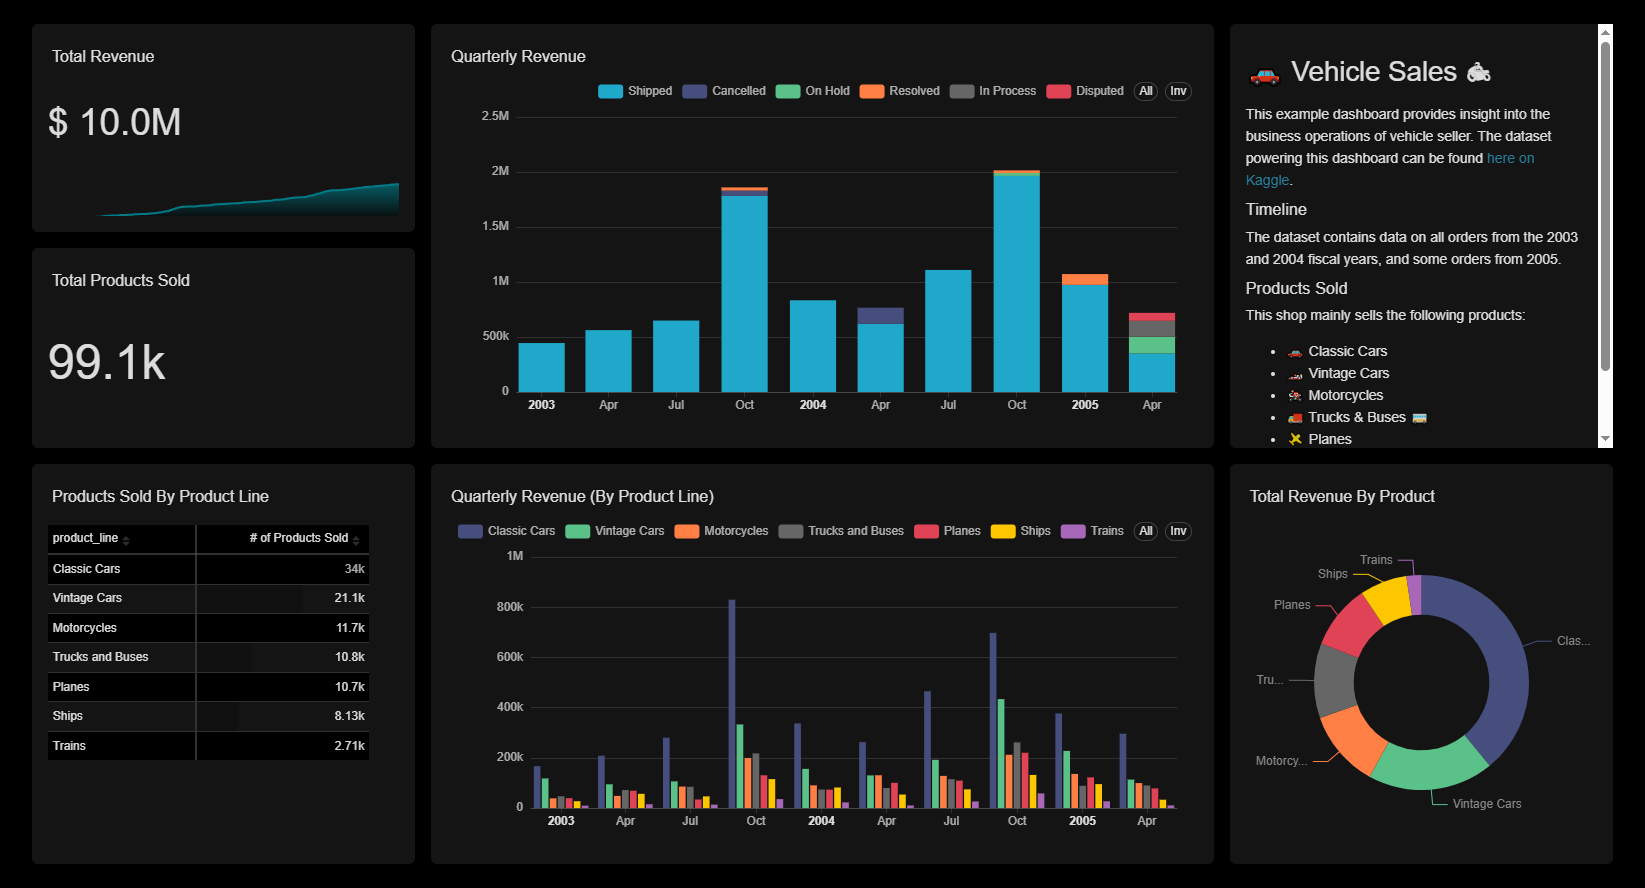 Total Revenue
$ 10.0M
Total Products Sold
99.1k
Quarterly Revenue
Shipped Cancelled On Hold Resolved In Process Disputed All Inv
2.5M
2M
1.5M
1M
500k
0
2003 Apr Jul Oct 2004 Apr Jul Oct 2005 Apr
Vehicle Sales
This example dashboard provides insight into the
business operations of vehicle seller. The dataset
powering this dashboard can be found here on
Kaggle.
Timeline
The dataset contains data on all orders from the 2003
and 2004 fiscal years, and some orders from 2005.
Products Sold
This shop mainly sells the following products:
• Classic Cars
• Vintage Cars
• Motorcycles
• Trucks & Buses
• Planes
Products Sold By Product Line
product_line # of Products Sold
Classic Cars 34k
Vintage Cars 21.1k
Motorcycles 11.7k
Trucks and Buses 10.8k
Planes 10.7k
Ships 8.13k
Trains 2.71k
Quarterly Revenue (By Product Line)
Classic Cars Vintage Cars Motorcycles Trucks and Buses Planes Ships Trains All Inv
1M
800k
600k
400k
200k
0
2003 Apr Jul Oct 2004 Apr Jul Oct 2005 Apr
Total Revenue By Product
Trains
Ships
Planes
Clas...
Tru...
Motorcy...
Vintage Cars